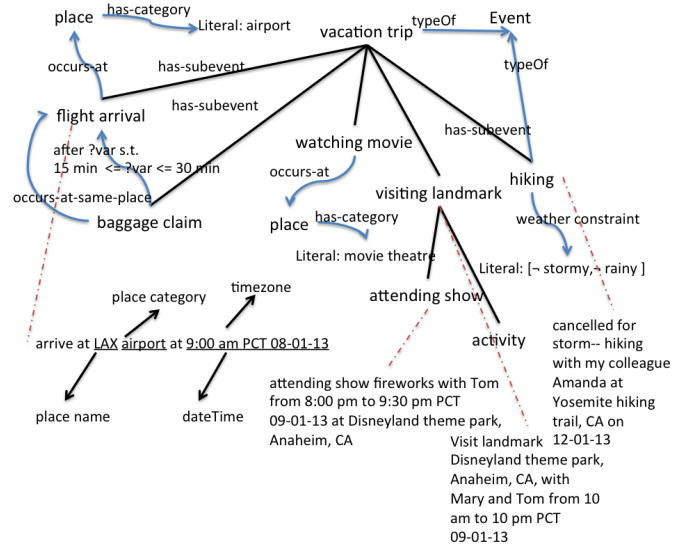 place
has-category
Literal: airport
vacation trip
typeOf
Event
occurs-at
has-subevent
typeOf
has-subevent
flight arrival
after ?var s.t.
15 min <= ?var <= 30 min
watching movie
has-subevent
occurs-at
hiking
visiting landmark
occurs-at-same-place
baggage claim
place
has-category
weather constraint
Literal: movie theatre
Literal: [¬ stormy,¬ rainy ]
place category
timezone
attending show
activity
arrive at LAX airport at 9:00 am PCT 08-01-13
place name
dateTime
cancelled for
storm-- hiking
with my colleague
Amanda at
Yosemite hiking
trail, CA on
12-01-13
attending show fireworks with Tom
from 8:00 pm to 9:30 pm PCT
09-01-13 at Disneyland theme park,
Anaheim, CA
Visit landmark
Disneyland theme park,
Anaheim, CA, with
Mary and Tom from 10
am to 10 pm PCT
09-01-13